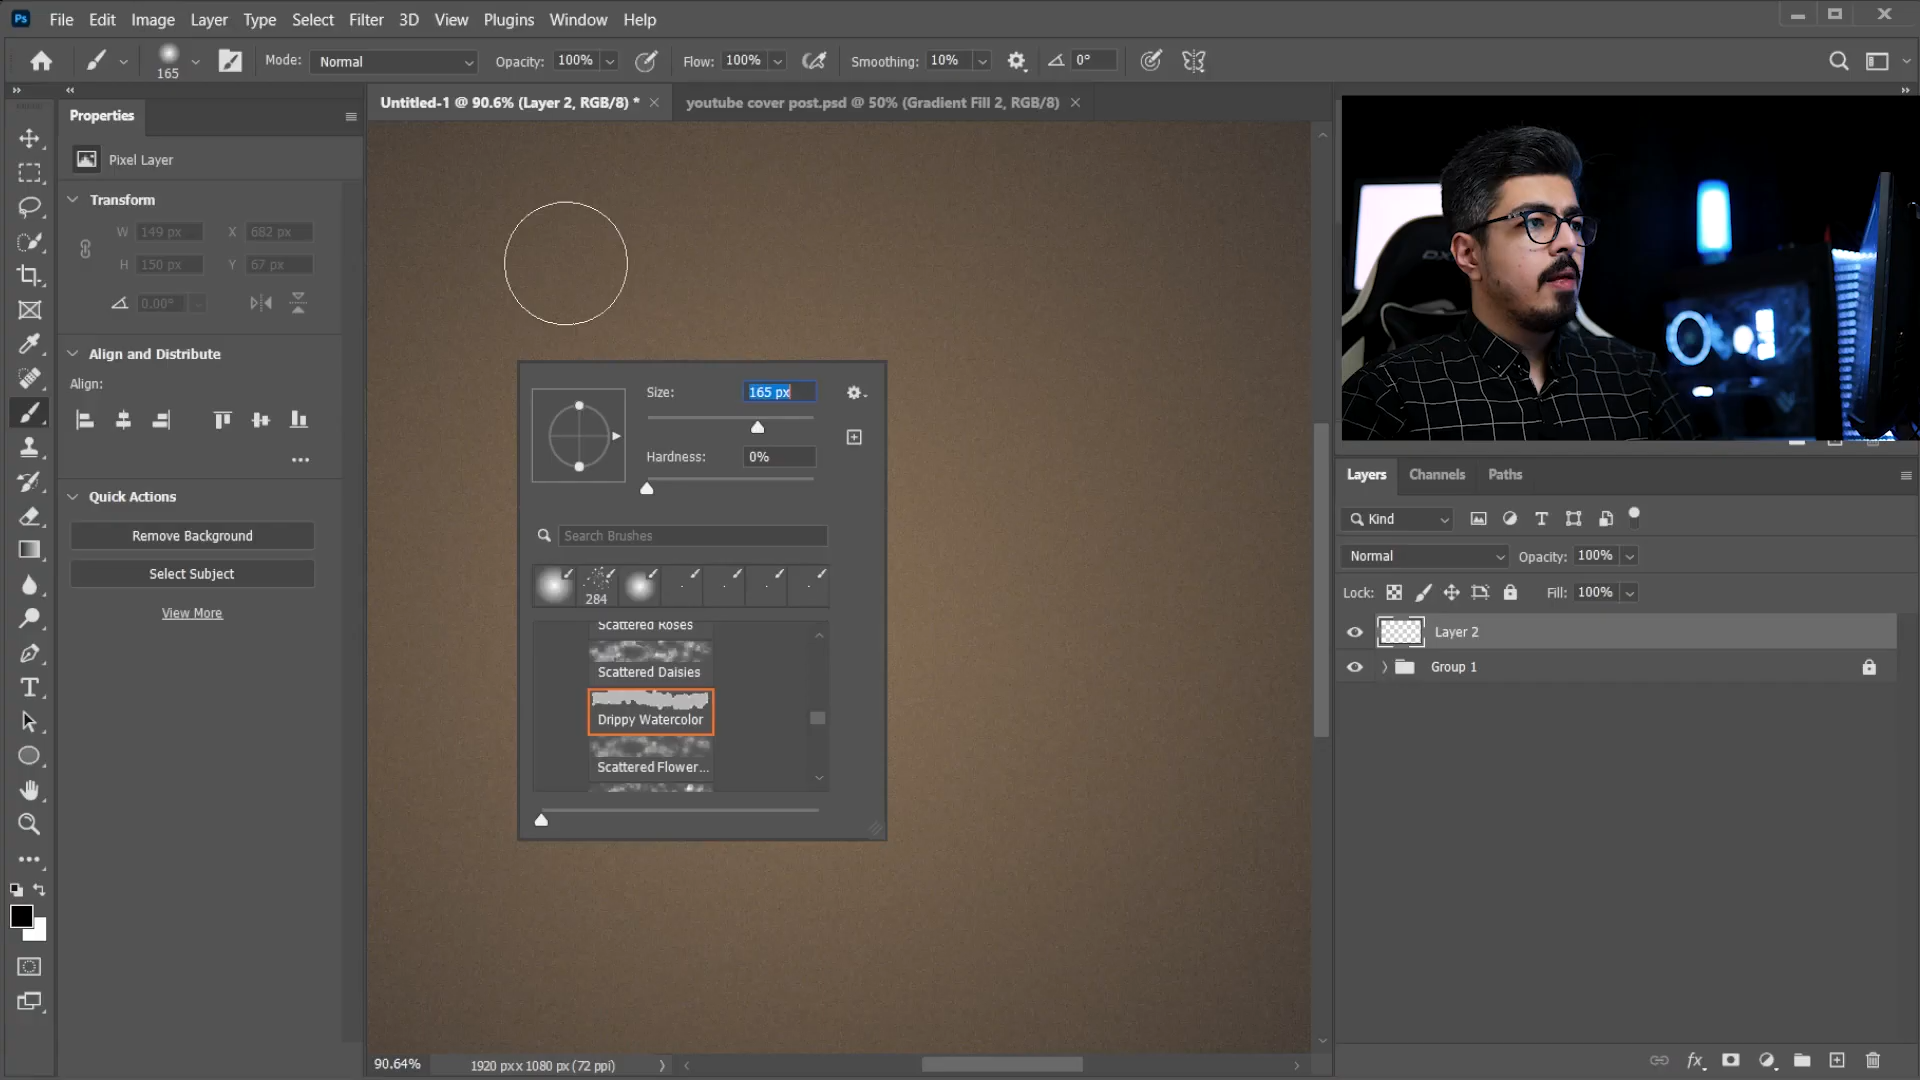 Ps File Edit Image Layer Type Select Filter 3D View Plugins Window Help
165 Mode: Normal Opacity: 100% Flow: 100% Smoothing: 10% 0°
Untitled-1 @ 90.6% (Layer 2, RGB/8) * youtube cover post.psd @ 50% (Gradient Fill 2, RGB/8)
Properties
Pixel Layer
Transform
W 149 px X 682 px
H 150 px Y 67 px
0.00°
Align and Distribute
Align:
Quick Actions
Remove Background
Select Subject
View More
Size: 165 px
Hardness: 0%
Search Brushes
284
Scattered Roses
Scattered Daisies
Drippy Watercolor
Scattered Flower...
Layers Channels Paths
Kind
Normal Opacity: 100%
Lock: Fill: 100%
Layer 2
Group 1
90.64% 1920 px x 1080 px (72 ppi)